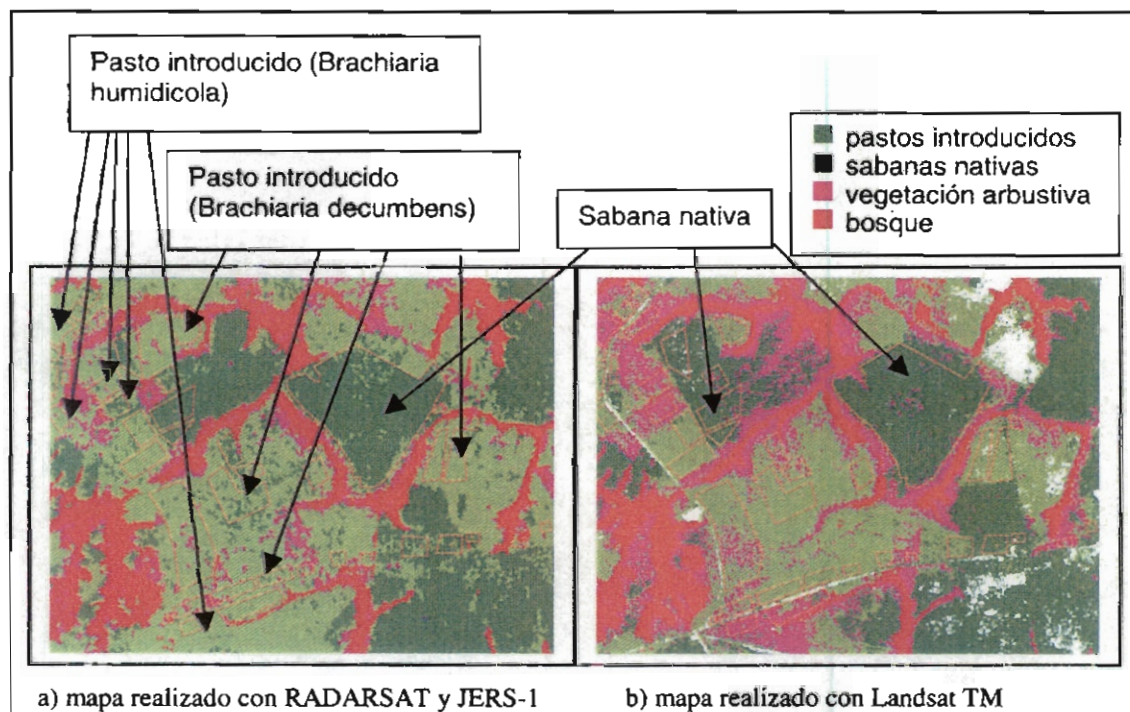 Pasto introducido (Brachiaria
humidicola)
Pasto introducido
(Brachiaria decumbens)
Sabana nativa
pastos introducidos
sabanas nativas
vegetación arbustiva
bosque
a) mapa realizado con RADARSAT y JERS-1
b) mapa realizado con Landsat TM